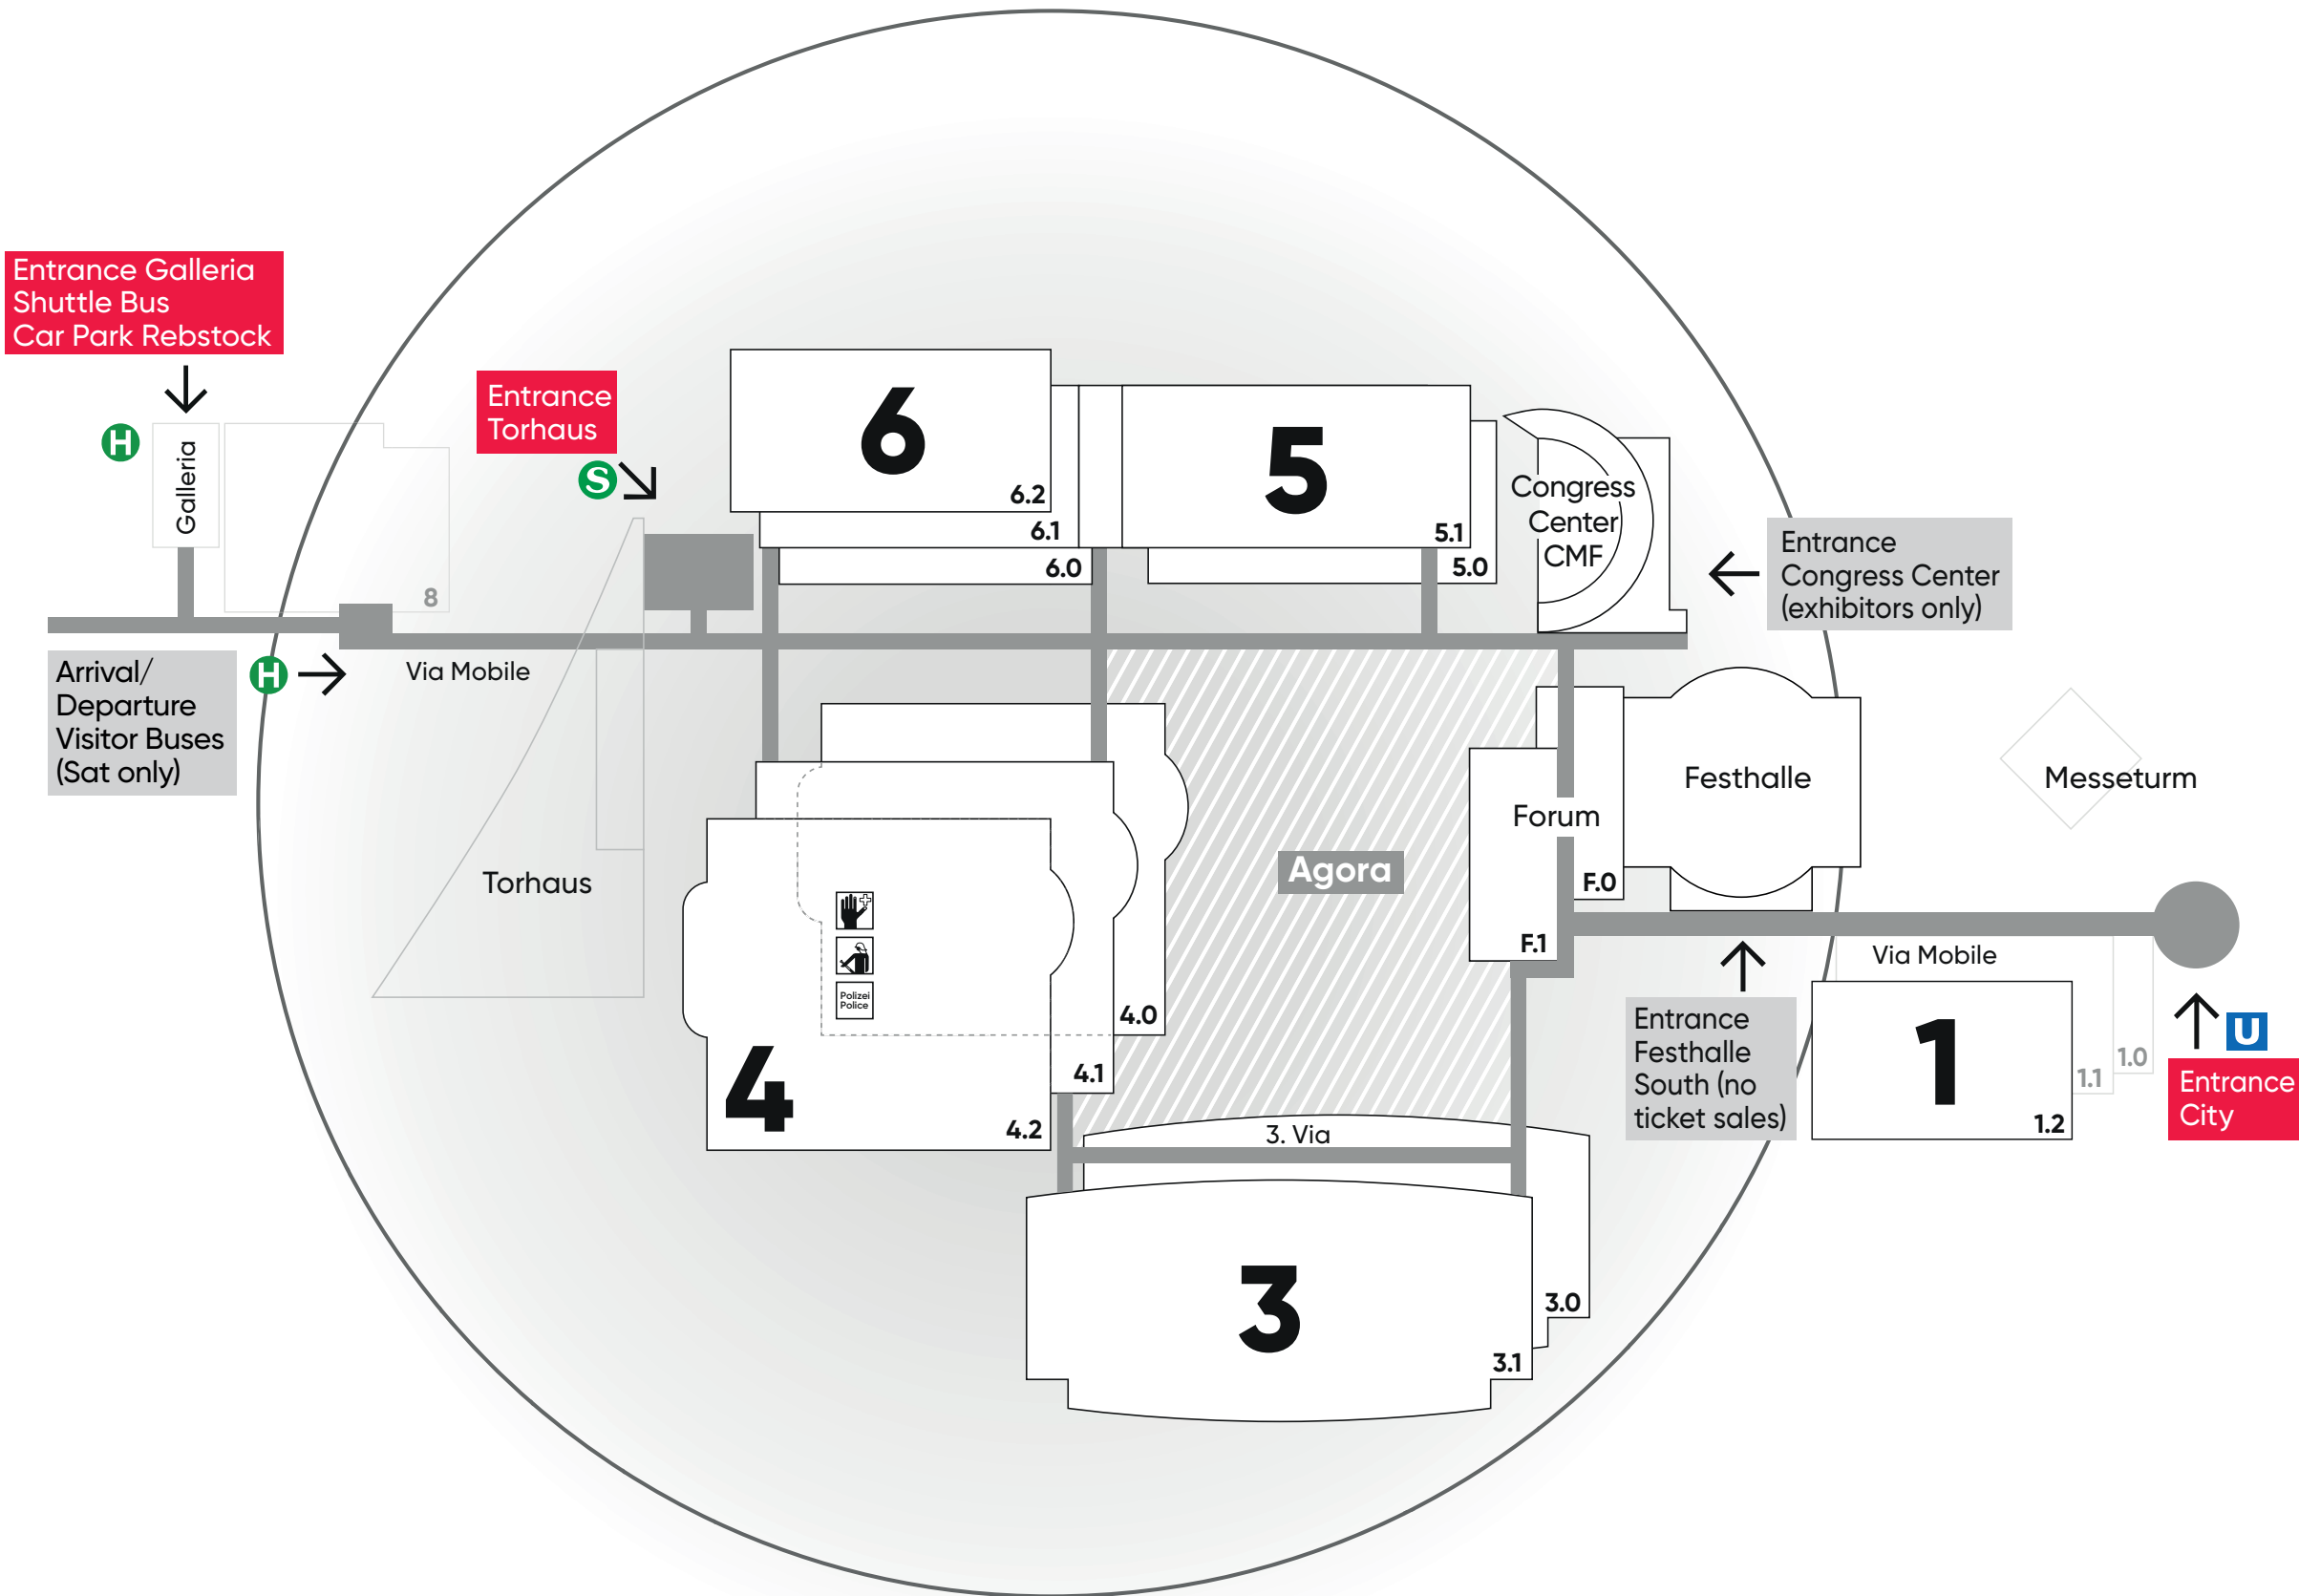 Entrance Galleria
Shuttle Bus
Car Park Rebstock
H
Galleria
8
Entrance
Torhaus
S
6
6.2
6.1
6.0
5
5.1
5.0
Congress
Center
CMF
Entrance
Congress Center
(exhibitors only)
Arrival/
Departure
Visitor Buses
(Sat only)
H
Via Mobile
Torhaus
Polizei
Police
4
4.0
4.1
4.2
Agora
Forum
F.0
F.1
Festhalle
Messeturm
Via Mobile
Entrance
Festhalle
South (no
ticket sales)
1
1.2
1.1
1.0
U
Entrance
City
3. Via
3
3.0
3.1